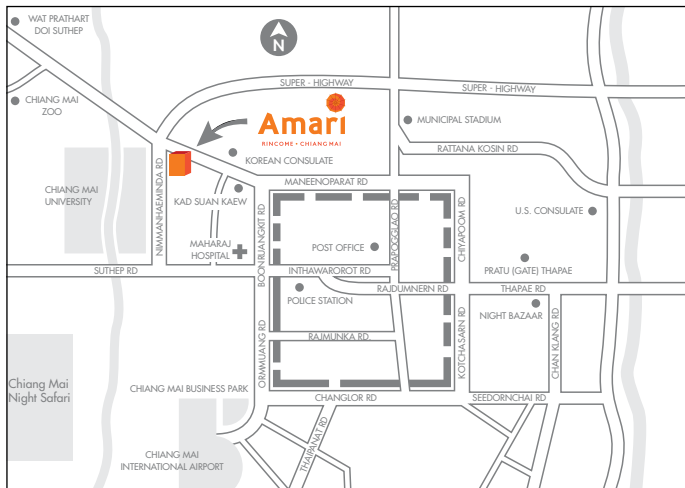 WAT PRATHART
DOI SUTHEP
N
SUPER - HIGHWAY
SUPER - HIGHWAY
CHIANG MAI
ZOO
Amari
RINCOME • CHIANG MAI
MUNICIPAL STADIUM
RATTANA KOSIN RD
KOREAN CONSULATE
NIMMANHAEMINDA RD
MANEENOPARAT RD
CHIANG MAI
UNIVERSITY
KAD SUAN KAEW
BOONRUANGKIT RD
PRAPOGGLAO RD
CHIYAPOOM RD
U.S. CONSULATE
MAHARAJ
HOSPITAL
POST OFFICE
PRATU (GATE) THAPAE
SUTHEP RD
INTHAWAROROT RD
RAJDUMNERN RD
THAPAE RD
POLICE STATION
NIGHT BAZAAR
ORMMUANG RD
RAJMUNKA RD.
KOTCHASARN RD
CHAN KLANG RD
Chiang Mai
Night Safari
CHIANG MAI BUSINESS PARK
CHANGLOR RD
SEEDORNCHAI RD
THAIPANAT RD
CHIANG MAI
INTERNATIONAL AIRPORT